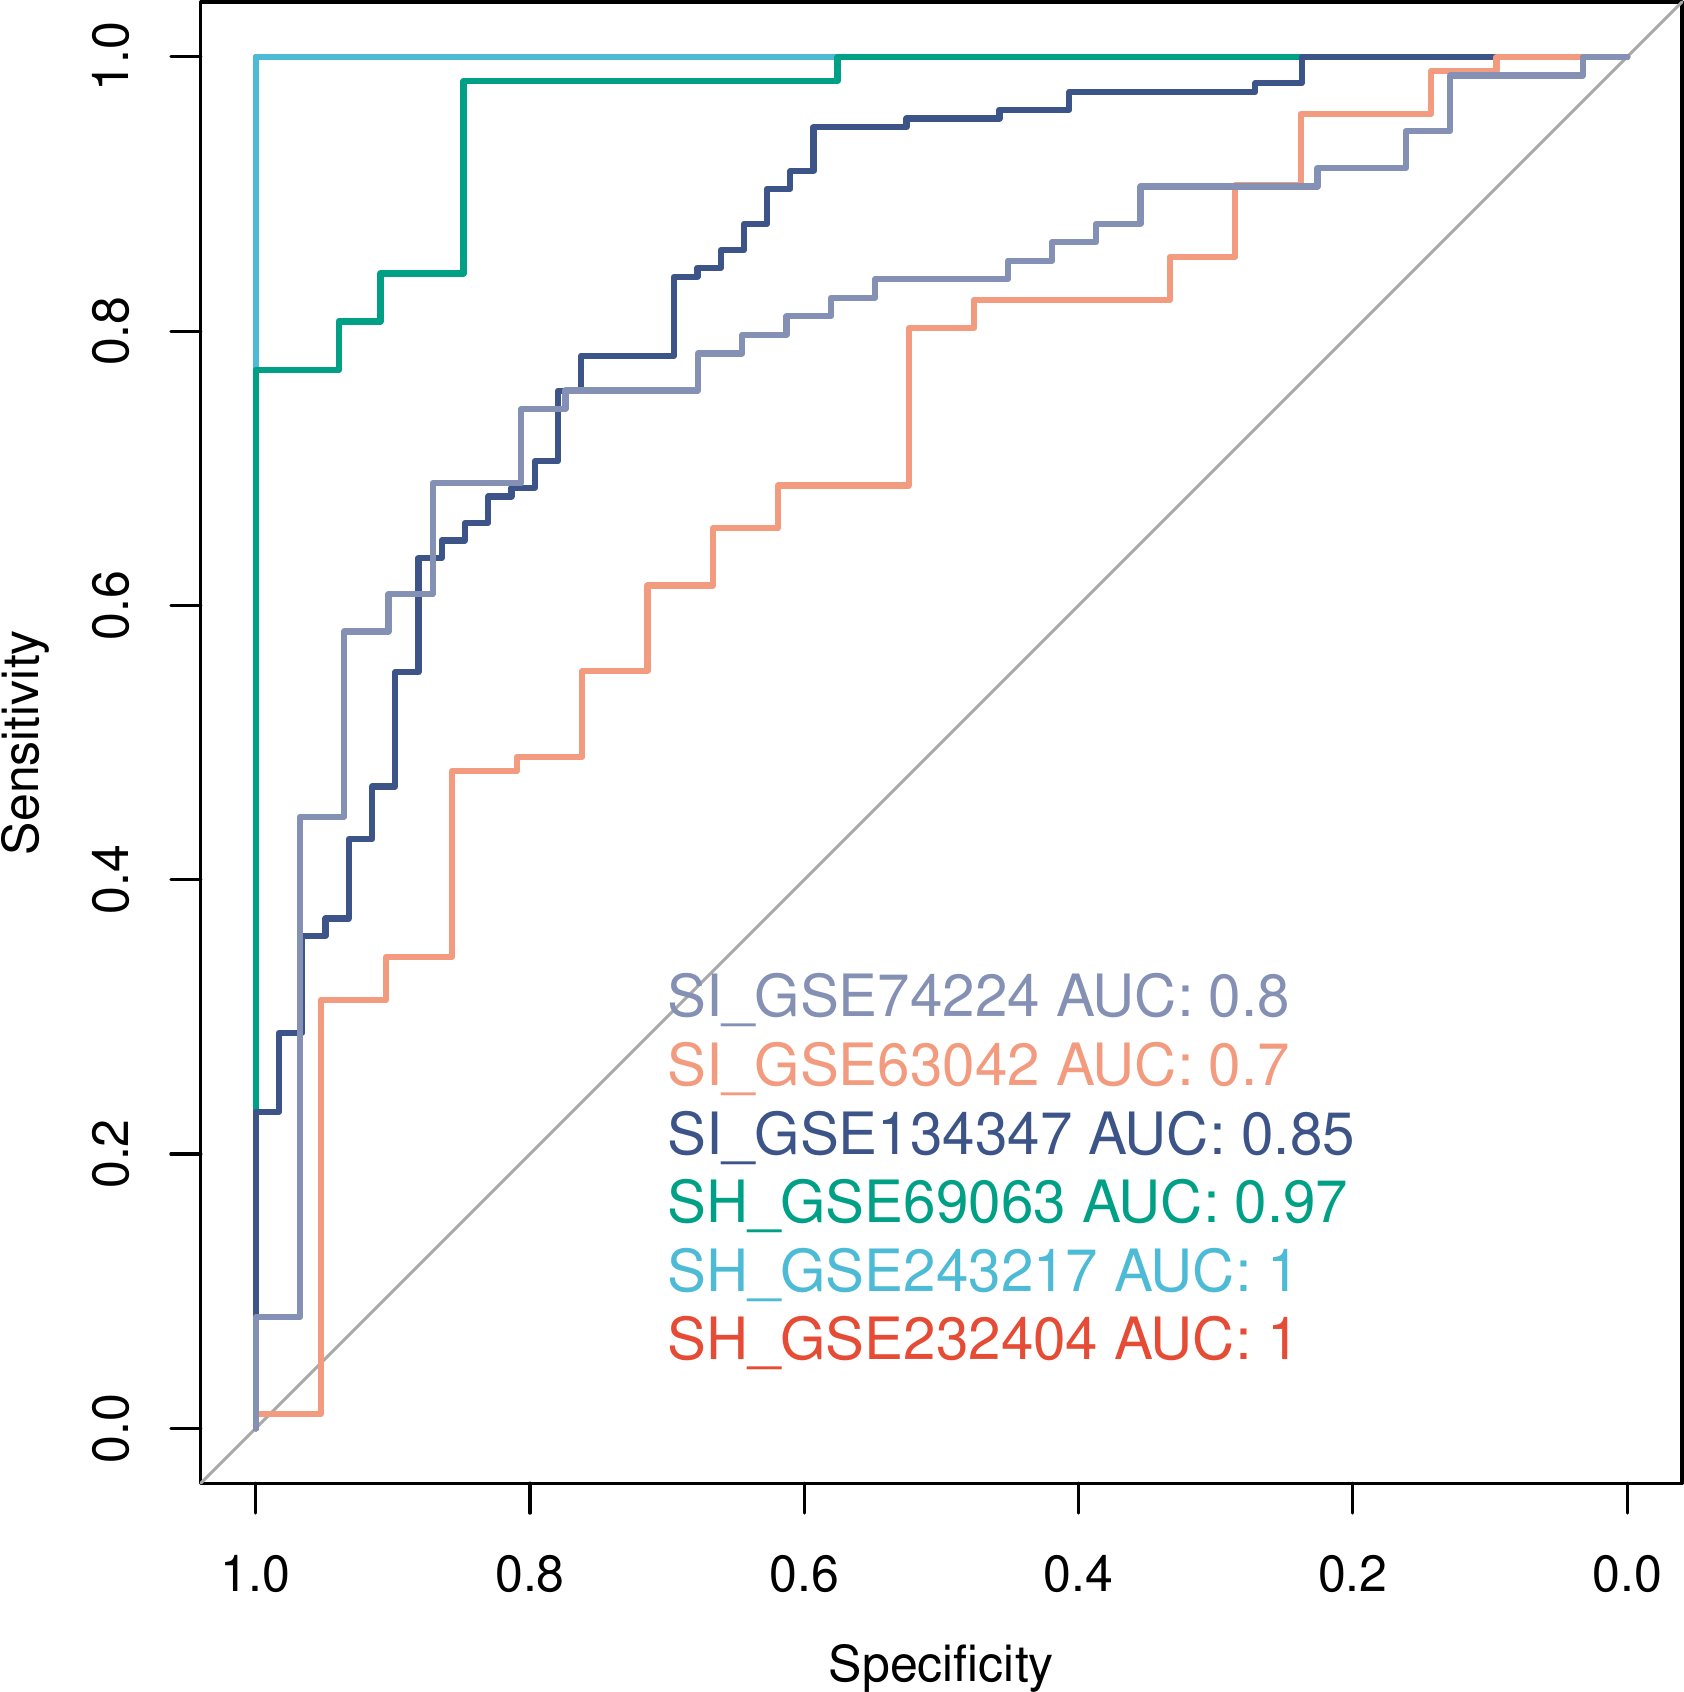 1.0
0.8
0.6
0.4
0.2
0.0
Sensitivity
SI_GSE74224 AUC: 0.8
SI_GSE63042 AUC: 0.7
SI_GSE134347 AUC: 0.85
SH_GSE69063 AUC: 0.97
SH_GSE243217 AUC: 1
SH_GSE232404 AUC: 1
1.0 0.8 0.6 0.4 0.2 0.0
Specificity